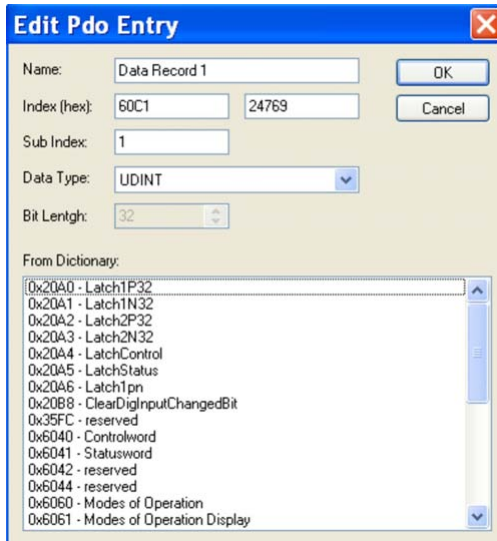 Edit Pdo Entry
Name: Data Record 1 OK
Index (hex): 60C1 24769 Cancel
Sub Index: 1
Data Type: UDINT
Bit Lentgh: 32
From Dictionary:
0x20A0 - Latch1P32
0x20A1 - Latch1N32
0x20A2 - Latch2P32
0x20A3 - Latch2N32
0x20A4 - LatchControl
0x20A5 - LatchStatus
0x20A6 - Latch1pn
0x20B8 - ClearDigInputChangedBit
0x35FC - reserved
0x6040 - Controlword
0x6041 - Statusword
0x6042 - reserved
0x6044 - reserved
0x6060 - Modes of Operation
0x6061 - Modes of Operation Display